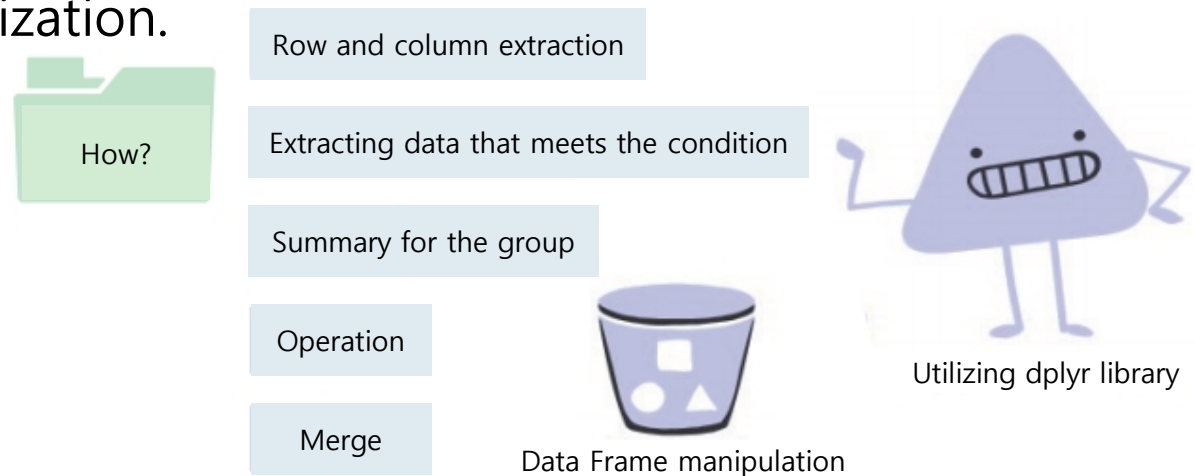 ization.
How?
Row and column extraction
Extracting data that meets the condition
Summary for the group
Operation
Merge
Data Frame manipulation
Utilizing dplyr library